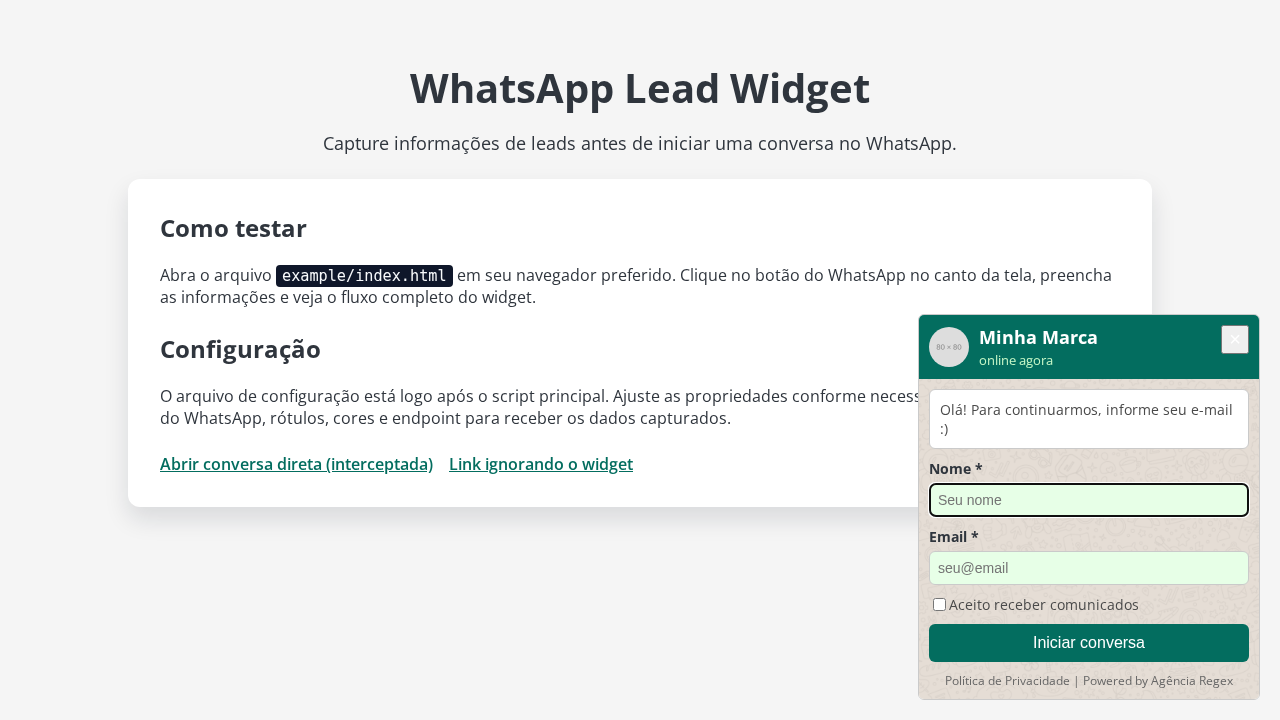 WhatsApp Lead Widget
Capture informações de leads antes de iniciar uma conversa no WhatsApp.
Como testar
Abra o arquivo example/index.html em seu navegador preferido. Clique no botão do WhatsApp no canto da tela, preencha
as informações e veja o fluxo completo do widget.
Configuração
O arquivo de configuração está logo após o script principal. Ajuste as propriedades conforme
do WhatsApp, rótulos, cores e endpoint para receber os dados capturados.
Abrir conversa direta (interceptada) Link ignorando o widget
80 × 80
Minha Marca
×
online agora
Olá! Para continuarmos, informe seu e-mail
:)
Nome *
Seu nome
Email *
seu@email
Aceito receber comunicados
Iniciar conversa
Política de Privacidade | Powered by Agência Regex